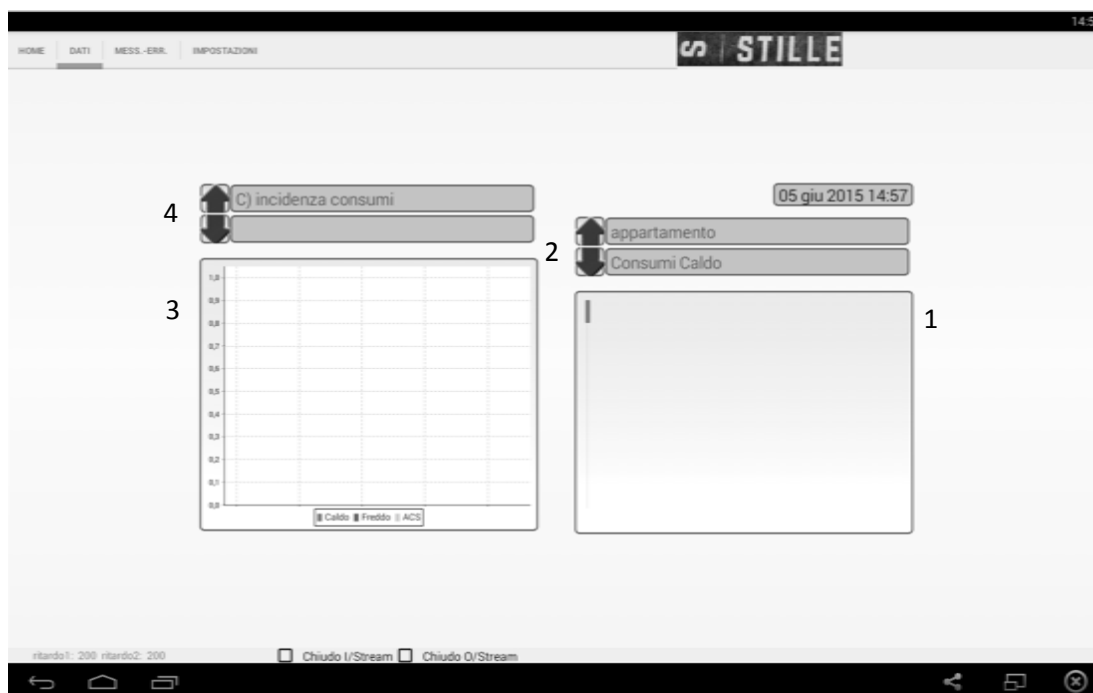 14:5
HOME DATI MESS.-ERR. IMPOSTAZIONI
S STILLE
05 giu 2015 14:57
4
C) incidenza consumi
2
appartamento
Consumi Caldo
3
1,0
0,9
0,8
0,7
0,6
0,5
0,4
0,3
0,2
0,1
0,0
Caldo Freddo ACS
1
ritardo1: 200 ritardo2: 200
Chiudo I/Stream Chiudo O/Stream